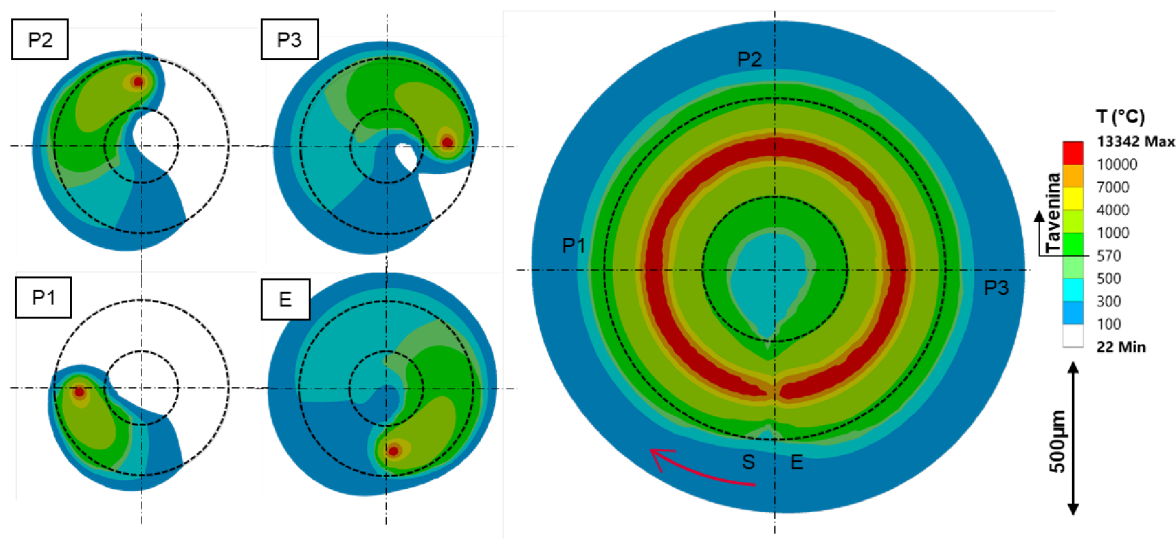 P2
P3
P1
E
P2
P1
P3
S
E
T (°C)
13342 Max
10000
7000
4000
1000
570
500
300
100
22 Min
Tavenina
500µm